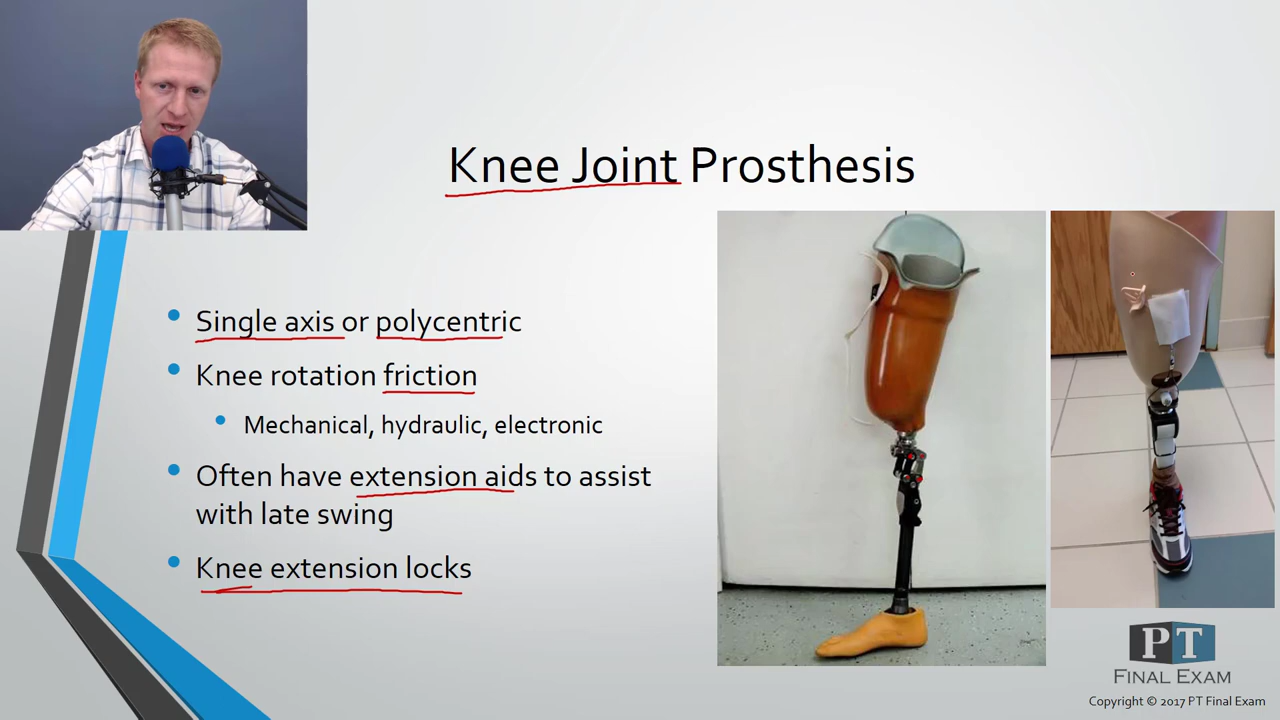 Knee Joint Prosthesis
Single axis or polycentric
Knee rotation friction
Mechanical, hydraulic, electronic
Often have extension aids to assist
with late swing
Knee extension locks
PT
FINAL EXAM
Copyright © 2017 PT Final Exam